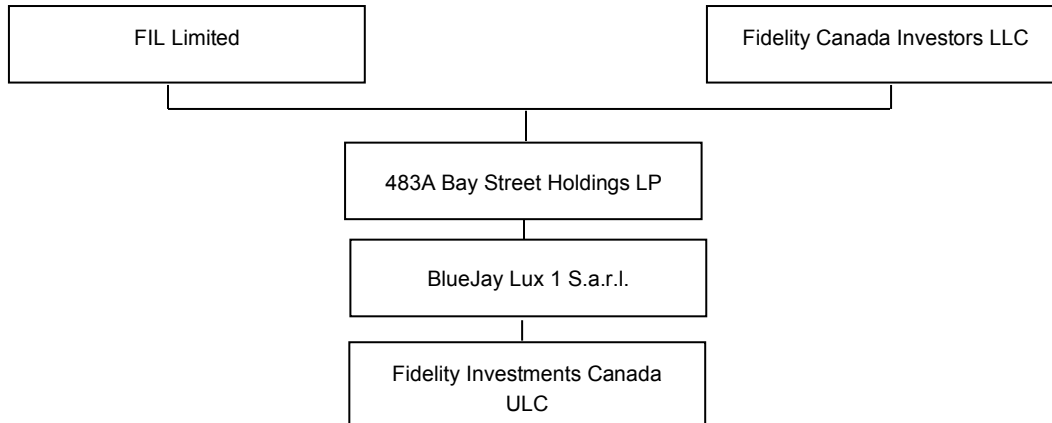 FIL Limited
Fidelity Canada Investors LLC
483A Bay Street Holdings LP
BlueJay Lux 1 S.a.r.l.
Fidelity Investments Canada
ULC